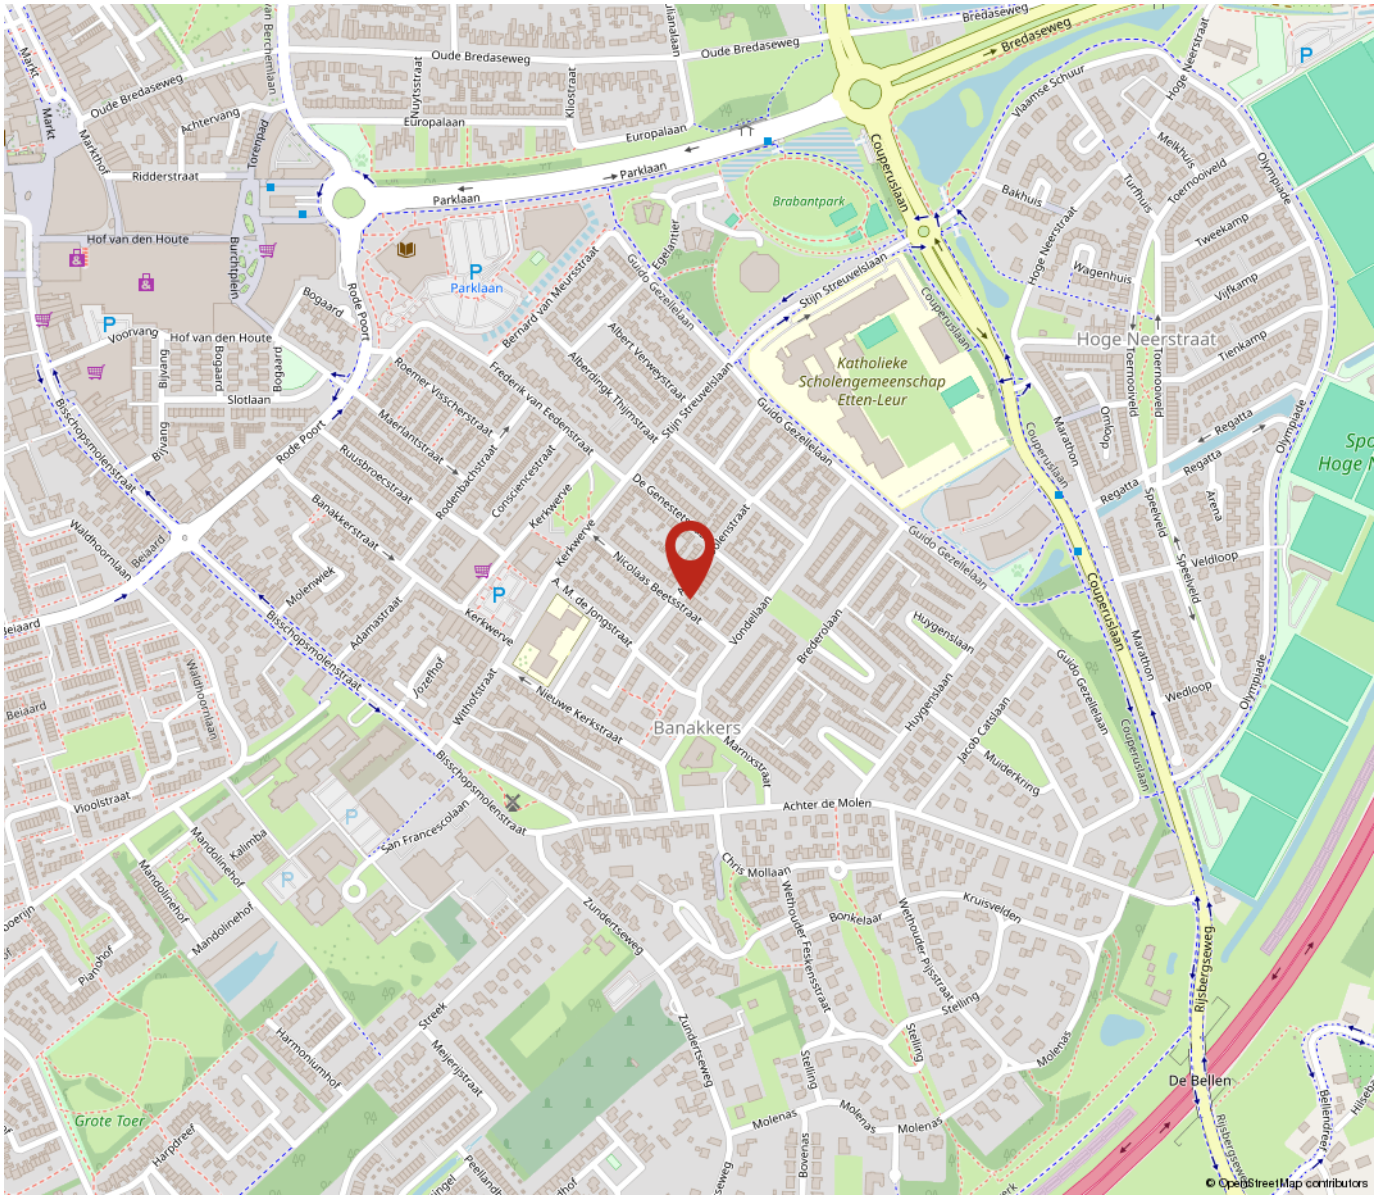 Bredaseweg
Bredaseweg
Oude Bredaseweg
Oude Bredaseweg
Oude Bredaseweg
van Berchemlaan
Markt
Markt
Markthof
Achtervang
Torenpad
Ridderstraat
Nuytsstraat
Kliostraat
Europalaan
Europalaan
Parklaan
Parklaan
Couperuslaan
Brabantpark
Vlaamse Schuur
Hoge Neerstraat
Melkhuis
Toernooiveld
Turfhuis
Bakhuis
Hoge Neerstraat
Wagenhuis
Tweekamp
Vijfkamp
Tienkamp
Olympiade
Hof van den Houte
Burchtplein
Bogaard
Rode Poort
P
Parklaan
Bernard van Meursstraat
Egelantier
Guido Gezellelaan
Stijn Streuvelslaan
Couperuslaan
P
P
Voorvang
Hof van den Houte
Bijvang
Bogaard
Bogaard
Slotlaan
Bijvang
Rode Poort
Bisschopsmolenstraat
Albert Verweystraat
Alberdingk Thijmstraat
Frederik van Eedenstraat
Roemer Visscherstraat
Stijn Streuvelslaan
Katholieke
Scholengemeenschap
Etten-Leur
Hoge Neerstraat
Toernooiveld
Toernooiveld
Omloop
Marathon
Regatta
Regatta
Regatta
Olympiade
Maerlantstraat
Ruusbroecstraat
Rodenbachstraat
Consciencestraat
Banakkerstraat
Guido Gezellelaan
Couperuslaan
Kerkwerve
Kerkwerve
Speelveld
Arena
Veldloop
Speelveld
Waldhoornlaan
Beiaard
Beiaard
Molenwiek
Adamastraat
P
Kerkwerve
Nicolaas Beetsstraat
A. M. de Jongstraat
Vondellaan
Brederolaan
Guido Gezellelaan
Huygenslaan
Huygenslaan
Couperuslaan
Marathon
Wedloop
Olympiade
Bisschopsmolenstraat
Waldhoornlaan
Beiaard
Jozefhof
Withofstraat
Nieuwe Kerkstraat
Banakkers
Marnixstraat
Jacob Catslaan
Muiderkring
Guido Gezellelaan
Couperuslaan
Bisschopsmolenstraat
Vioolstraat
P
P
San Francescolaan
Achter de Molen
Kalimba
Mandolinehof
Mandolinehof
Mandolinehof
Chris Mollaan
Wethouder Feskensstraat
Wethouder Pijsstraat
Bonkelaar
Kruisvelden
Zundertseweg
Zundertseweg
Pianohof
Streek
Stelling
Stelling
Stelling
Rijsbergseweg
Harmoniumhof
Meijerijstraat
Molenas
Molenas
Molenas
Molenas
De Bellen
Bellendreef
Grote Toer
Harpdreef
Bovenas
Rijsbergseweg
© OpenStreetMap contributors